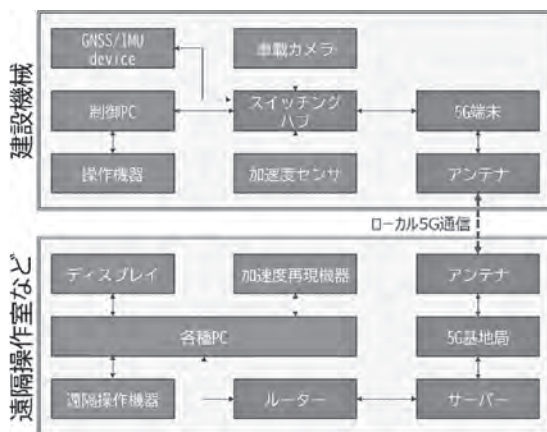 建設機械
GNSS/IMU
device
車載カメラ
制御PC
スイッチング
ハブ
5G端末
操作機器
加速度センサ
アンテナ
ローカル5G通信
遠隔操作室など
ディスプレイ
加速度再現機器
アンテナ
各種PC
5G基地局
遠隔操作機器
ルーター
サーバー